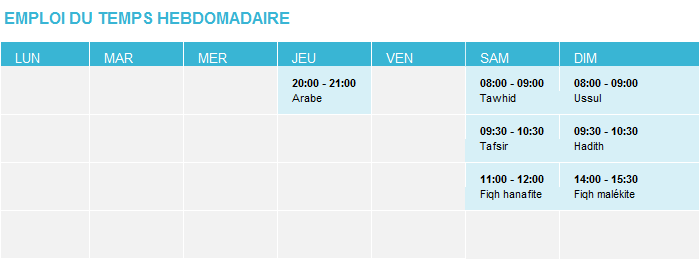 EMPLOI DU TEMPS HEBDOMADAIRE
LUN MAR MER JEU VEN SAM DIM
20:00 - 21:00 08:00 - 09:00 08:00 - 09:00
Arabe Tawhid Ussul
09:30 - 10:30 09:30 - 10:30
Tafsir Hadith
11:00 - 12:00 14:00 - 15:30
Fiqh hanafite Fiqh malékite